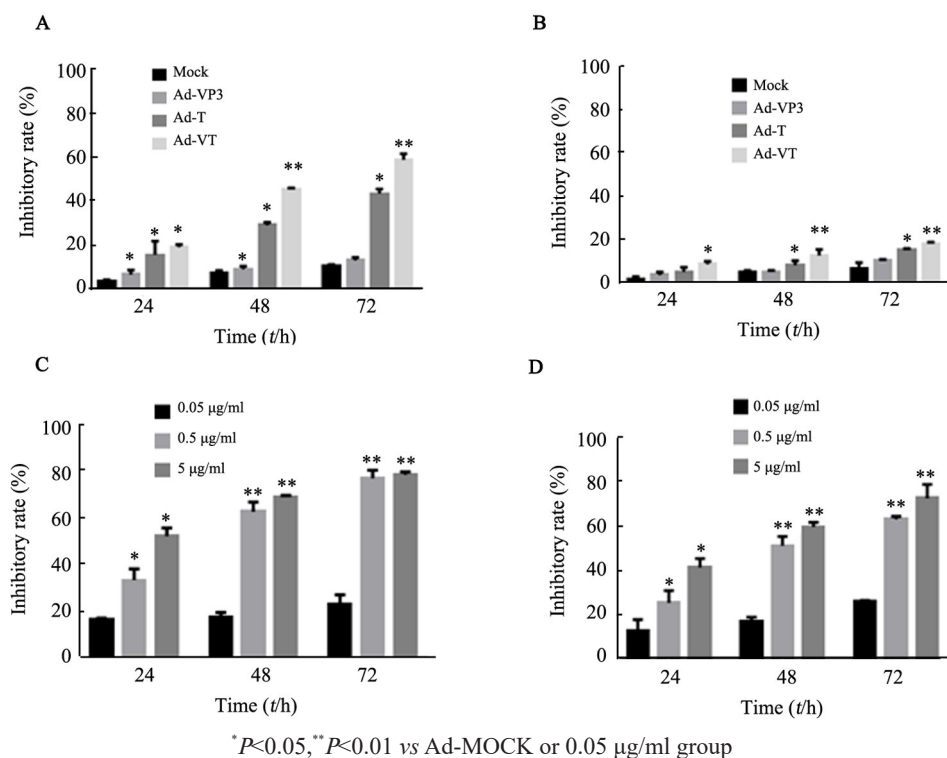 A
Inhibitory rate (%)
100
80
60
40
20
0
Mock
Ad-VP3
Ad-T
Ad-VT
* * *
* * **
* **
24 48 72
Time (t/h)
B
Inhibitory rate (%)
100
80
60
40
20
0
Mock
Ad-VP3
Ad-T
Ad-VT
*
* **
* **
24 48 72
Time (t/h)
C
Inhibitory rate (%)
100
80
60
40
20
0
0.05 μg/ml
0.5 μg/ml
5 μg/ml
* *
** **
** **
24 48 72
Time (t/h)
D
Inhibitory rate (%)
100
80
60
40
20
0
0.05 μg/ml
0.5 μg/ml
5 μg/ml
* *
** **
** **
24 48 72
Time (t/h)
*P<0.05,**P<0.01 vs Ad-MOCK or 0.05 μg/ml group